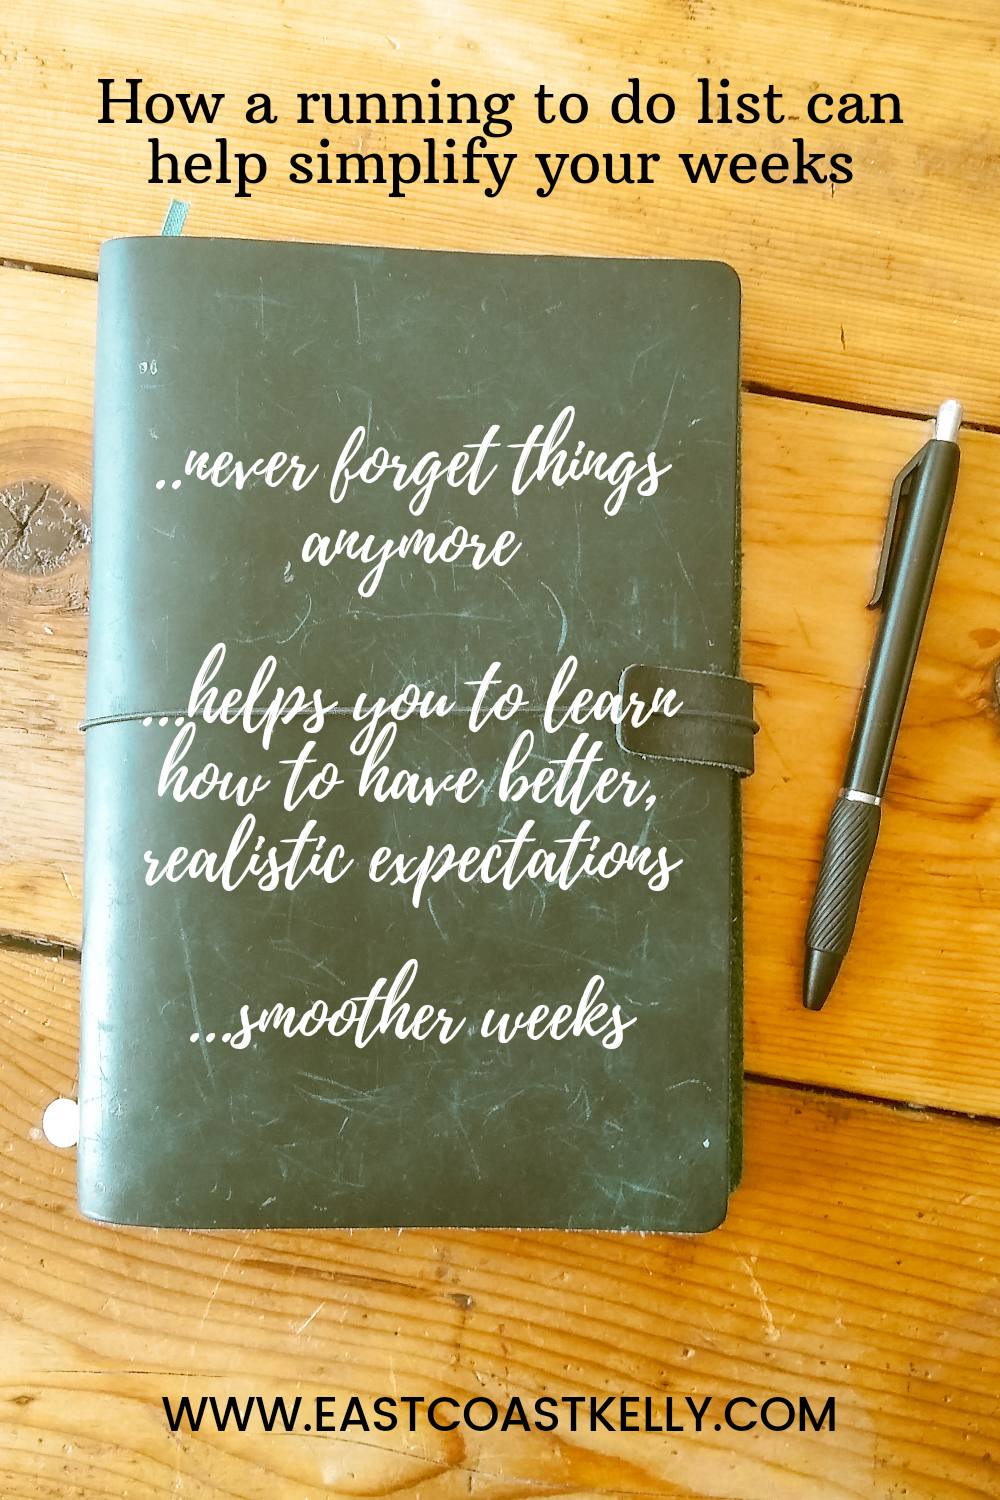 How a running to do list can
help simplify your weeks
..never forget things
anymore
...helps you to learn
how to have better,
realistic expectations
...smoother weeks
WWW.EASTCOASTKELLY.COM